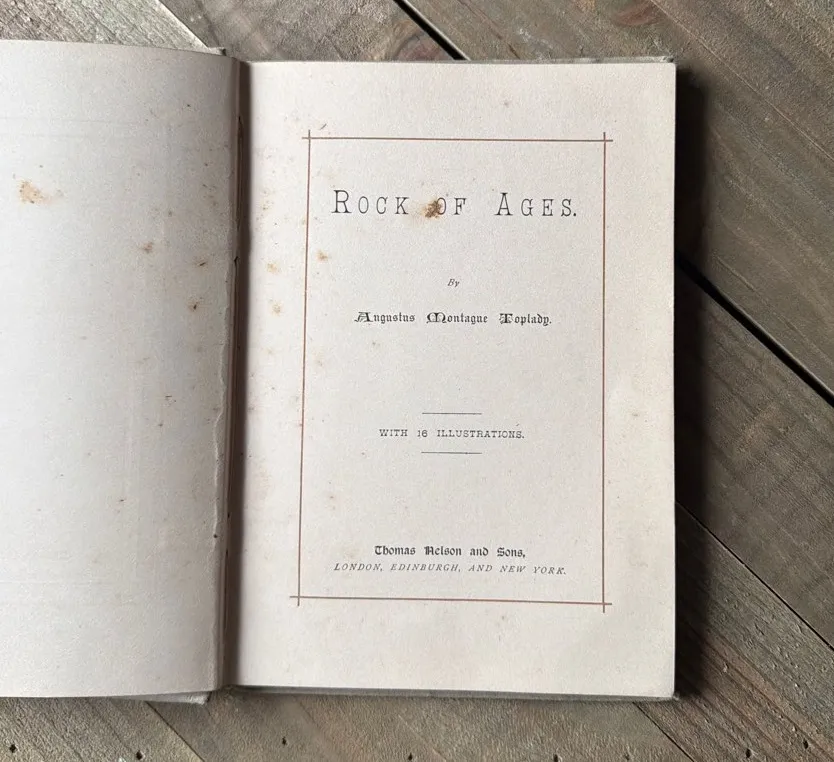 ROCK OF AGES.
By
Augustus Montague Toplady.
WITH 16 ILLUSTRATIONS.
Thomas Nelson and Sons,
LONDON, EDINBURGH, AND NEW YORK.